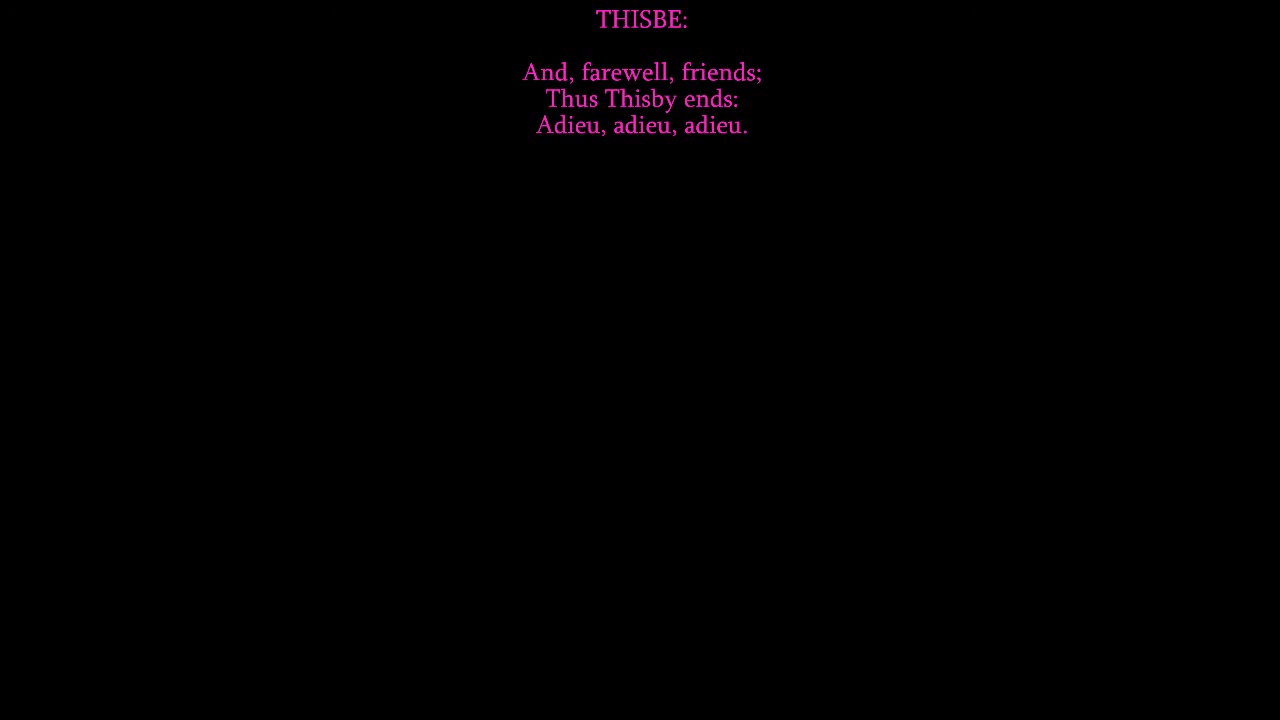 THISBE:
And, farewell, friends;
Thus Thisby ends:
Adieu, adieu, adieu.